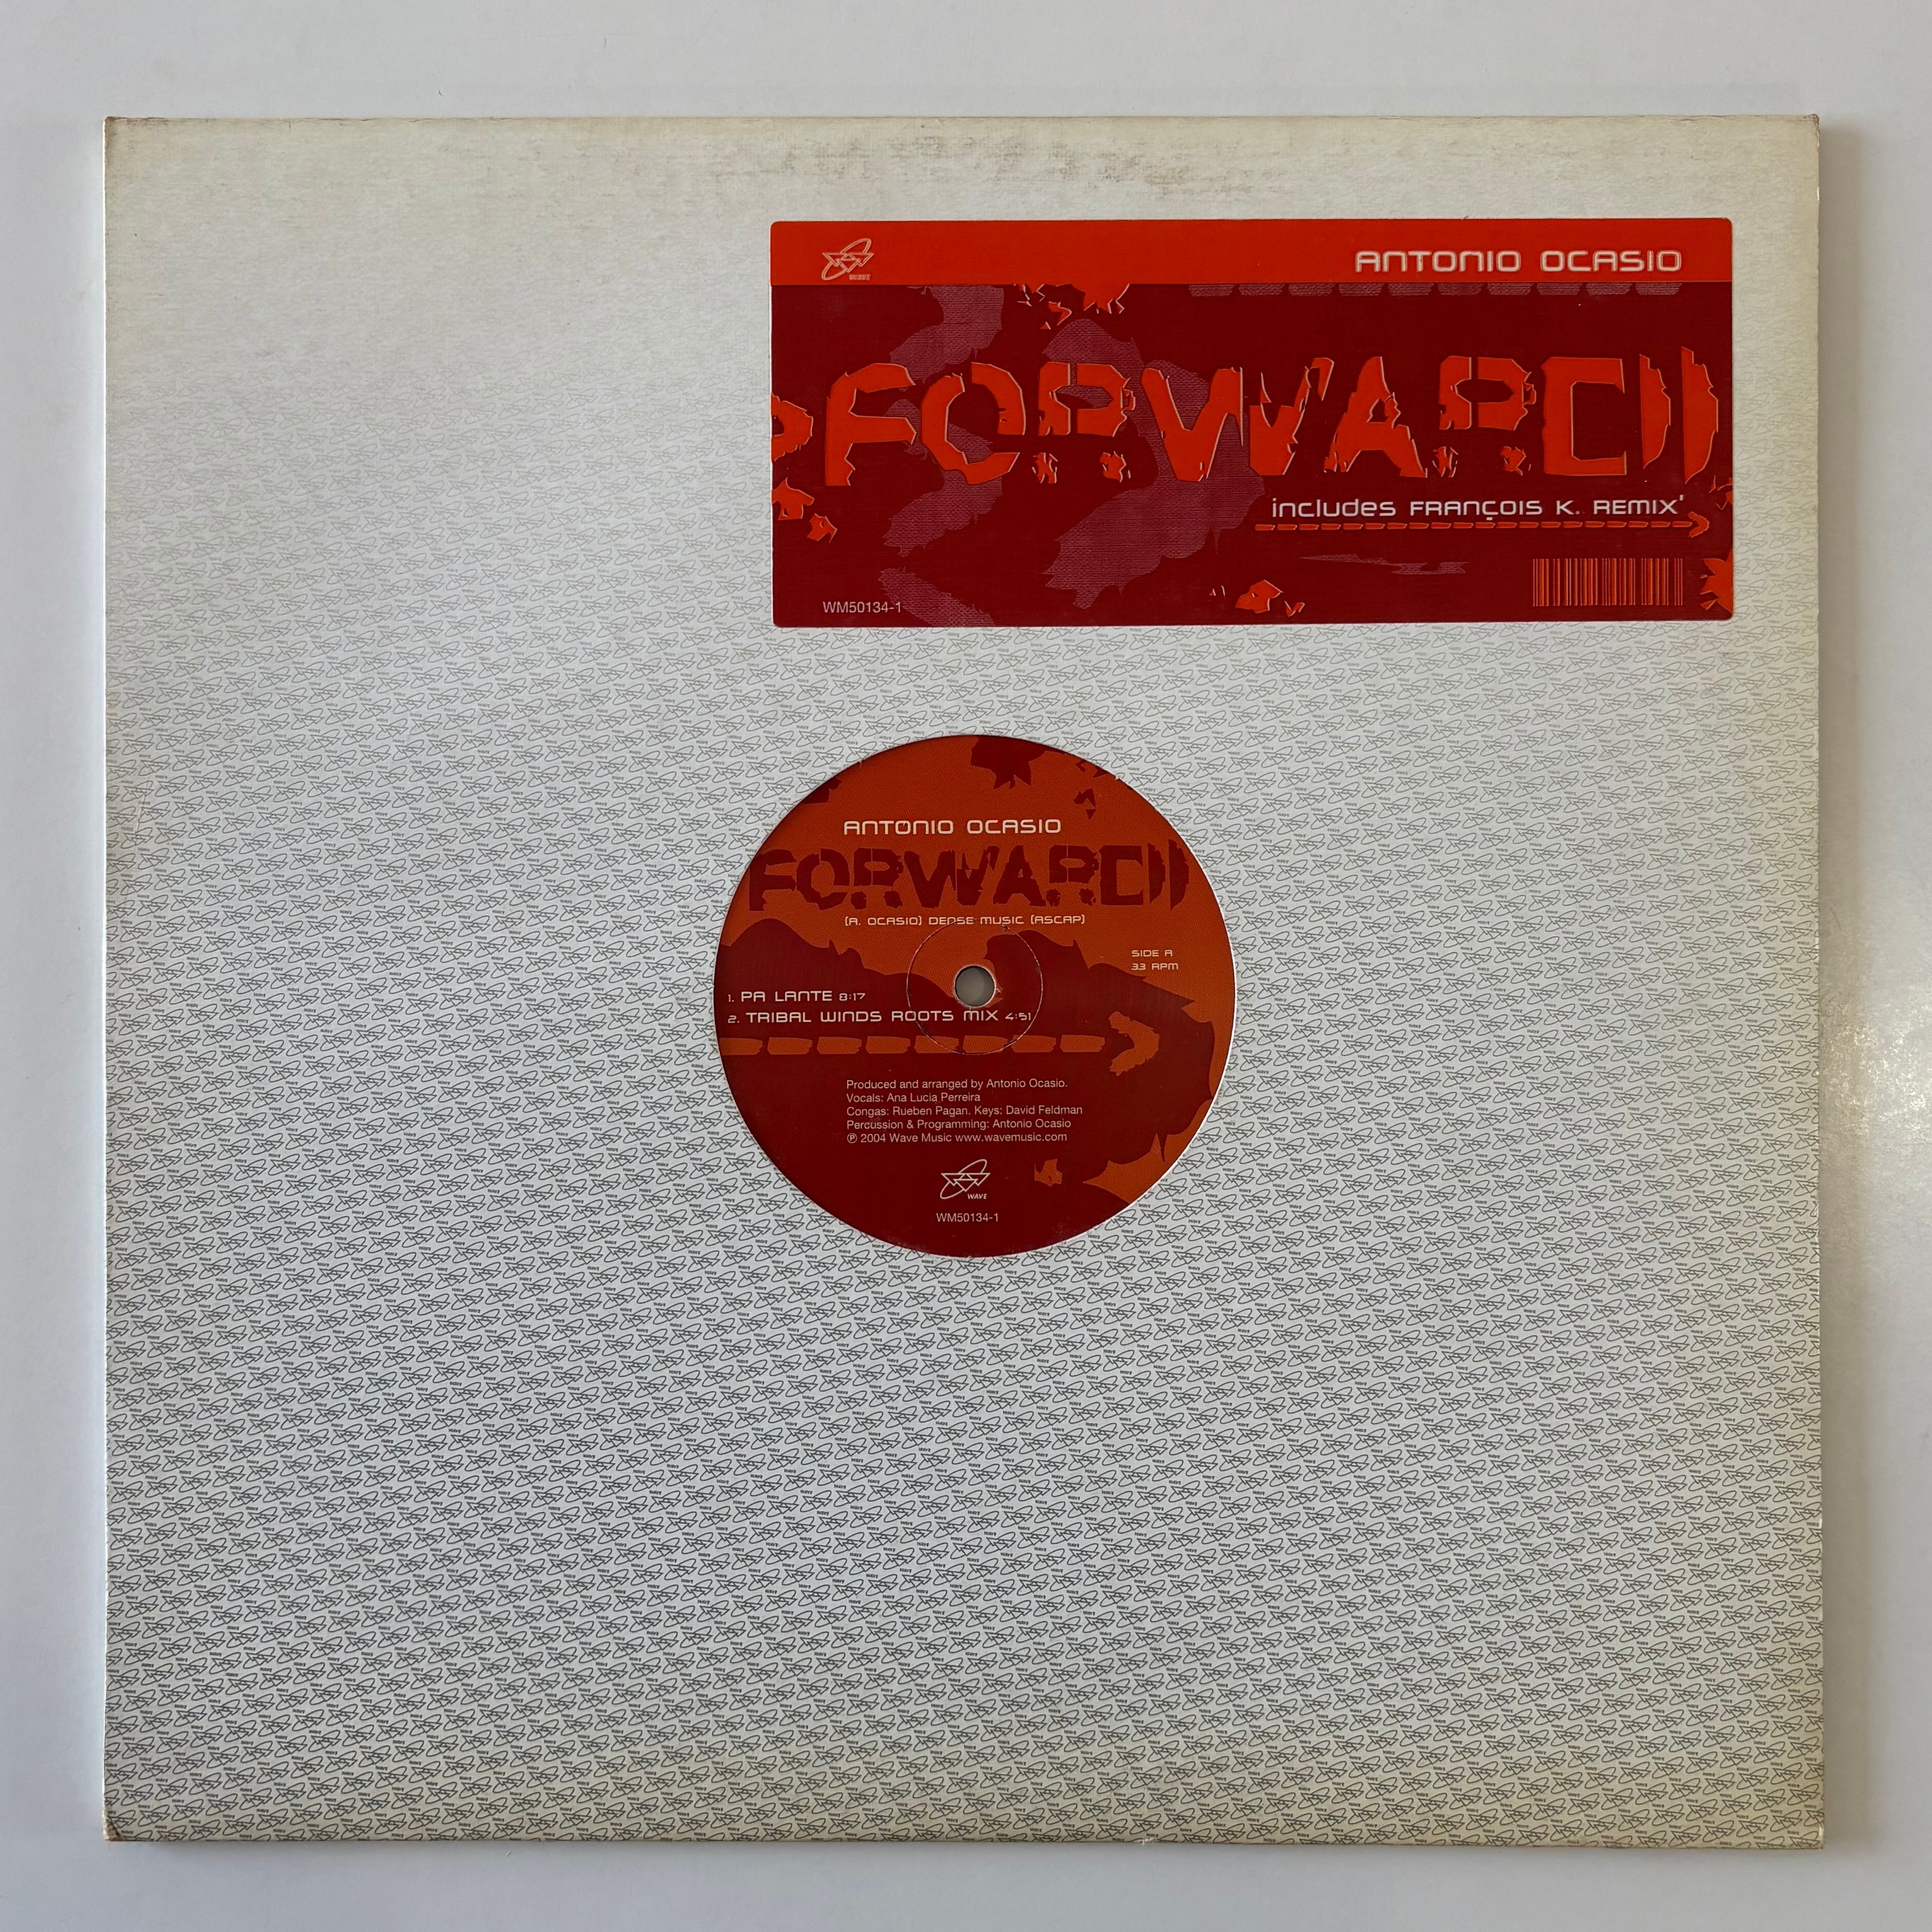 WAVE
ANTONIO OCASIO
FORWARD
includes FRANÇOIS K. REMIX'
WM50134-1
ANTONIO OCASIO
FORWARD
(A. OCASIO) DENSE MUSIC (ASCAP)
SIDE A
33 RPM
1. PA LANTE 8:17
2. TRIBAL WINDS ROOTS MIX 4:51
Produced and arranged by Antonio Ocasio.
Vocals: Ana Lucia Perreira
Congas: Rueben Pagan. Keys: David Feldman
Percussion & Programming: Antonio Ocasio
℗ 2004 Wave Music www.wavemusic.com
WAVE
WM50134-1